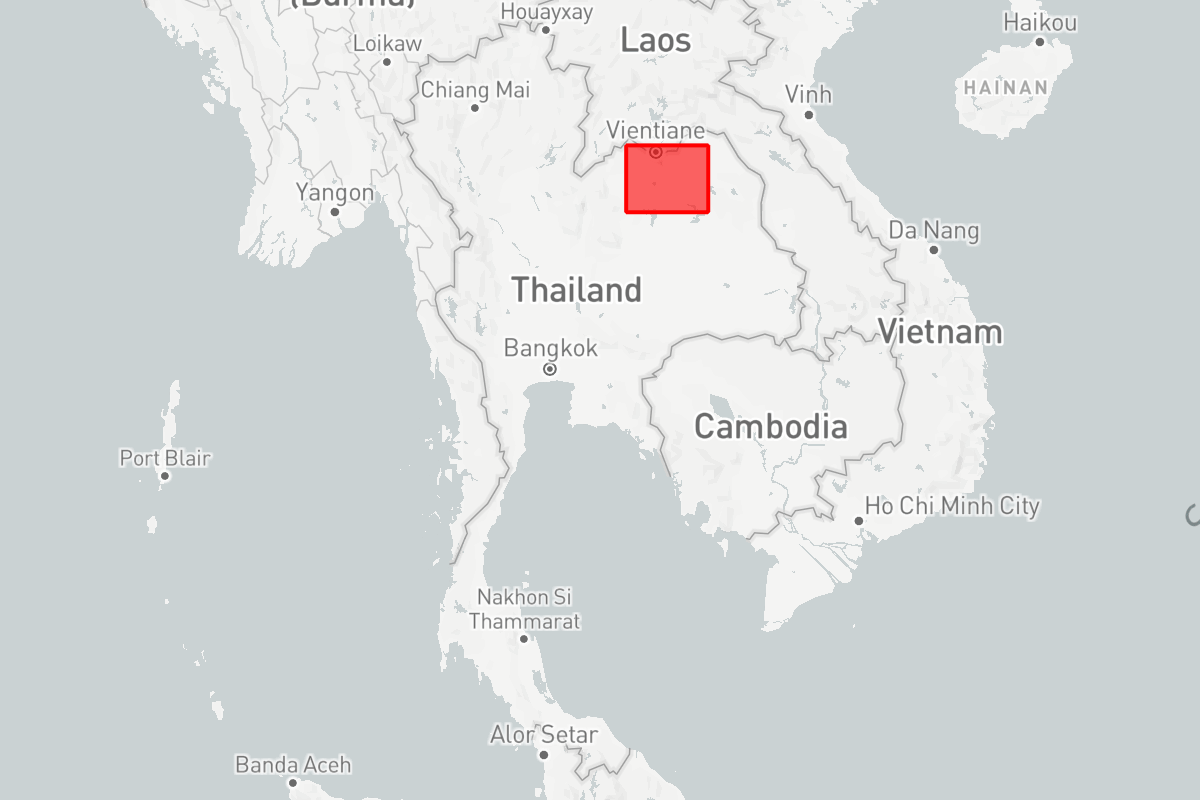 (Burma)
Houayxay
Haikou
Loikaw
Laos
Chiang Mai
HAINAN
Vinh
Vientiane
Yangon
Da Nang
Thailand
Vietnam
Bangkok
Cambodia
Port Blair
Ho Chi Minh City
Nakhon Si
Thammarat
Alor Setar
Banda Aceh